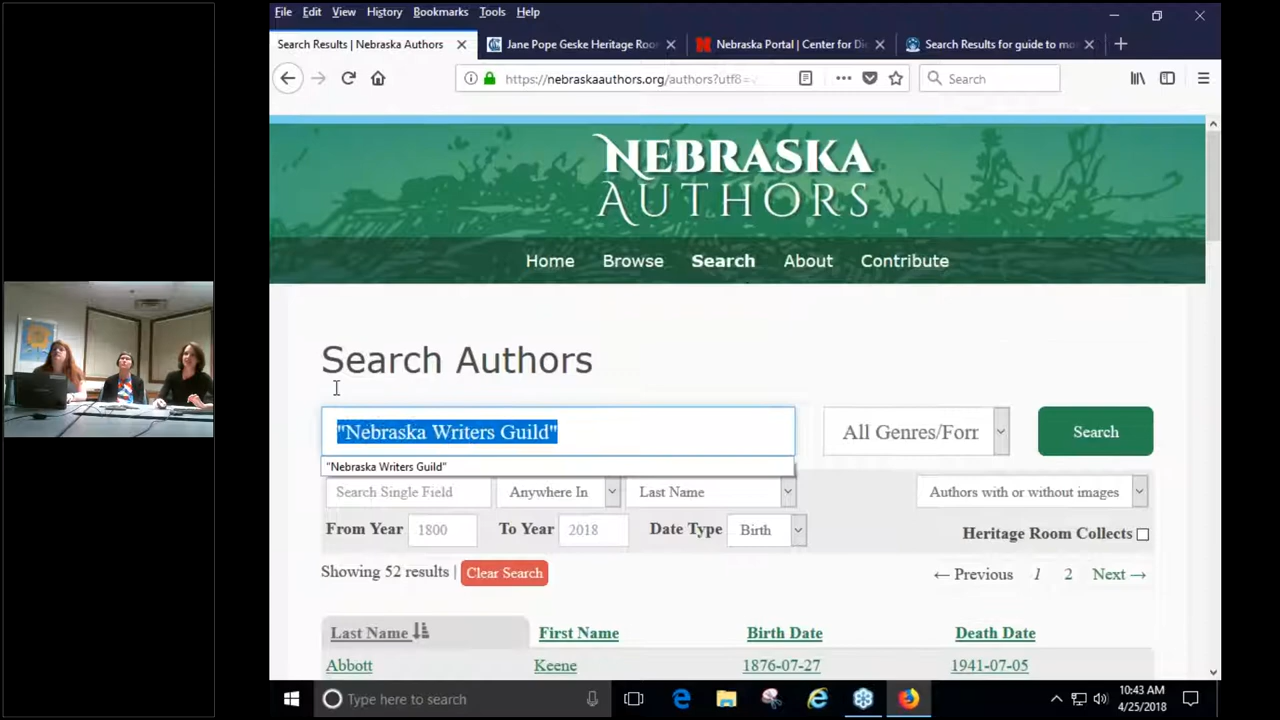 File Edit View History Bookmarks Tools Help
Search Results | Nebraska Authors
Jane Pope Geske Heritage Roo
Nebraska Portal | Center for Di
Search Results for guide to mo
https://nebraskaauthors.org/authors?utf8=
Search
NEBRASKA
AUTHORS
Home Browse Search About Contribute
Search Authors
"Nebraska Writers Guild"
All Genres/Forr
Search
"Nebraska Writers Guild"
Search Single Field
Anywhere In
Last Name
Authors with or without images
From Year 1800 To Year 2018 Date Type Birth
Heritage Room Collects
Showing 52 results | Clear Search
← Previous 1 2 Next →
Last Name First Name Birth Date Death Date
Abbott Keene 1876-07-27 1941-07-05
Type here to search
10:43 AM
4/25/2018